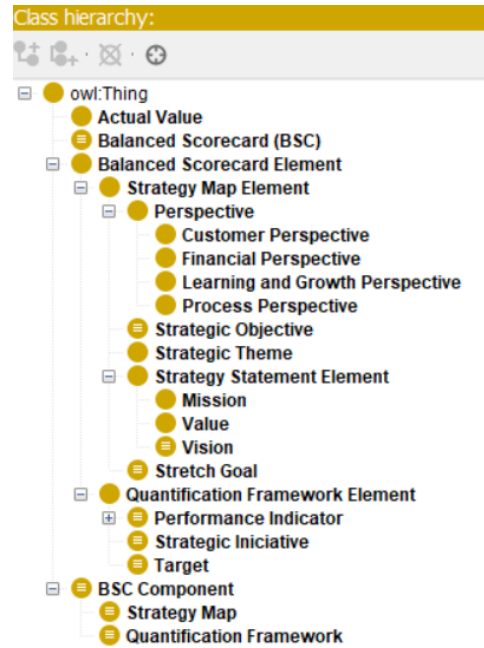 Class hierarchy:
owl:Thing
Actual Value
Balanced Scorecard (BSC)
Balanced Scorecard Element
Strategy Map Element
Perspective
Customer Perspective
Financial Perspective
Learning and Growth Perspective
Process Perspective
Strategic Objective
Strategic Theme
Strategy Statement Element
Mission
Value
Vision
Stretch Goal
Quantification Framework Element
Performance Indicator
Strategic Iniciative
Target
BSC Component
Strategy Map
Quantification Framework